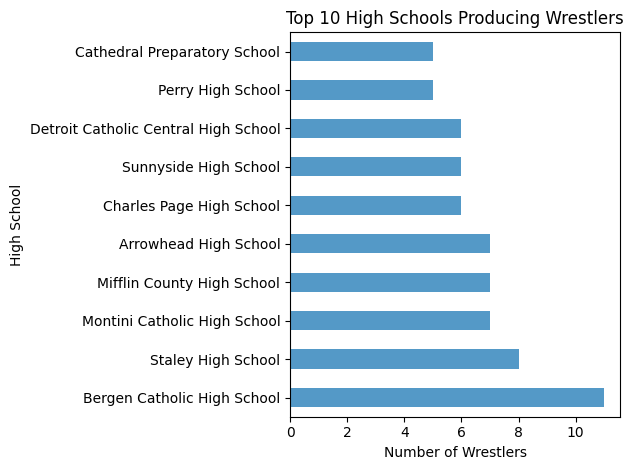 Top 10 High Schools Producing Wrestlers
Cathedral Preparatory School
Perry High School
Detroit Catholic Central High School
Sunnyside High School
Charles Page High School
Arrowhead High School
Mifflin County High School
Montini Catholic High School
Staley High School
Bergen Catholic High School
High School
0 2 4 6 8 10
Number of Wrestlers